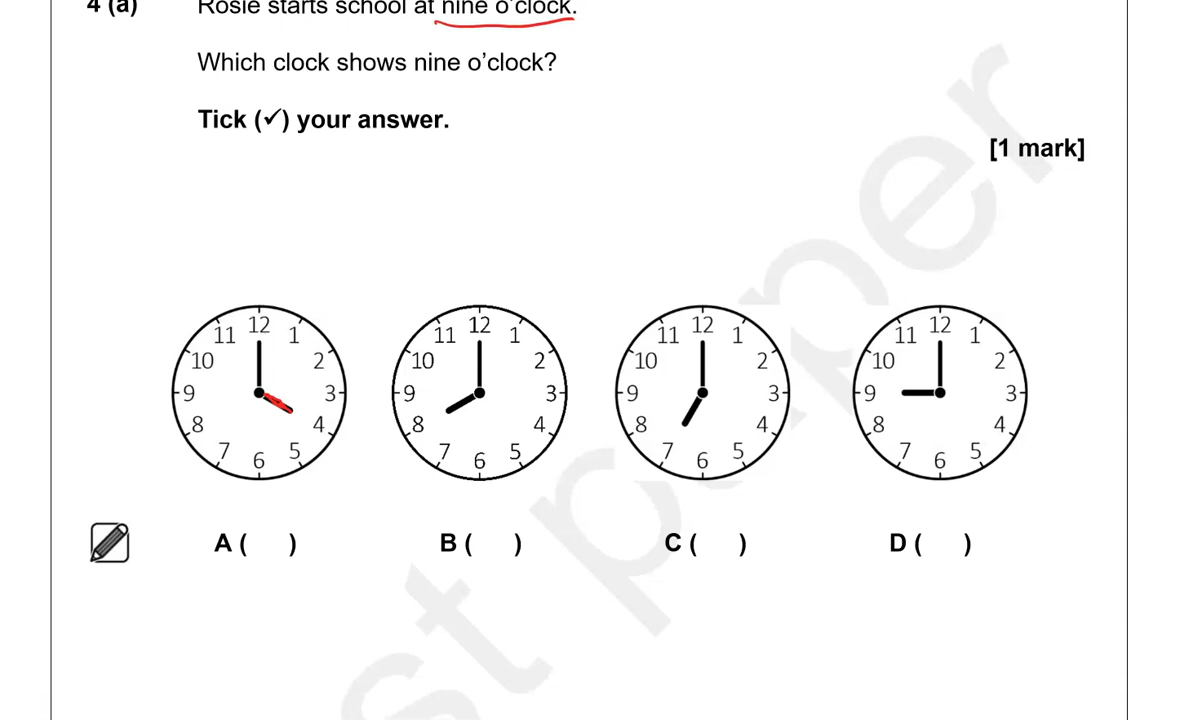 4 (a) Rosie starts school at nine o'clock.
Which clock shows nine o'clock?
Tick (✓) your answer.
[1 mark]
12 1 2 3 4 5 6 7 8 9 10 11
12 1 2 3 4 5 6 7 8 9 10 11
12 1 2 3 4 5 6 7 8 9 10 11
12 1 2 3 4 5 6 7 8 9 10 11
A ( ) B ( ) C ( ) D ( )